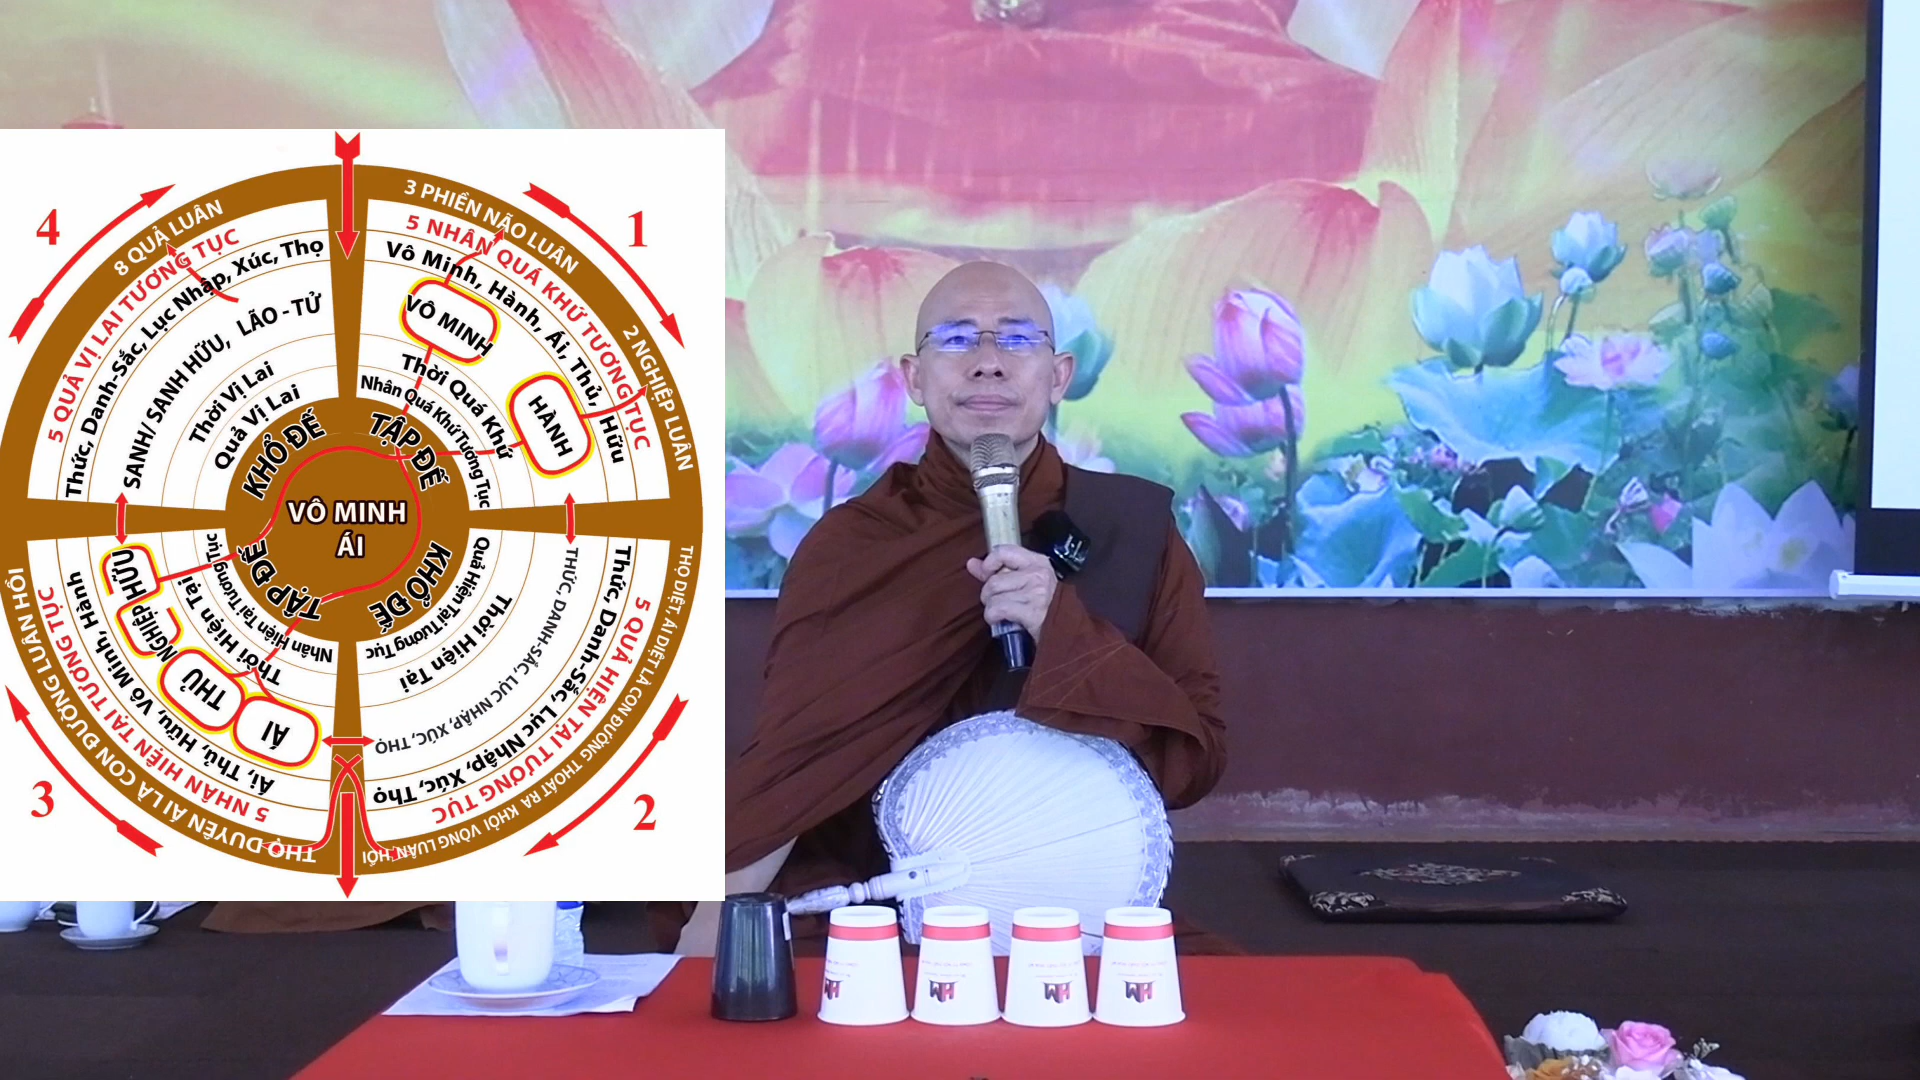 4
8 QUẢ LUÂN
5 QUẢ VỊ LAI TƯƠNG TỤC
Thức, Danh-Sắc, Lục Nhập, Xúc, Thọ
SANH/ SANH HỮU, LÃO - TỬ
Thời Vị Lai
Quả Vị Lai
KHỔ ĐẾ
1
3 PHIỀN NÃO LUÂN
2 NGHIỆP LUÂN
5 NHÂN QUÁ KHỨ TƯƠNG TỤC
Vô Minh, Hành, Ái, Thủ, Hữu
VÔ MINH
HÀNH
Thời Quá Khứ
Nhân Quá Khứ Tương Tục
TẬP ĐẾ
VÔ MINH
ÁI
2
THỌ DIỆT, ÁI DIỆT LÀ CON ĐƯỜNG THOÁT RA KHỎI VÒNG LUÂN HỒI
5 QUẢ HIỆN TẠI TƯƠNG TỤC
Thức, Danh-Sắc, Lục Nhập, Xúc, Thọ
THỨC, DANH-SẮC, LỤC NHẬP, XÚC, THỌ
Thời Hiện Tại
Quả Hiện Tại Tương Tục
KHỔ ĐẾ
3
THỌ DUYÊN ÁI LÀ CON ĐƯỜNG LUÂN HỒI
5 NHÂN HIỆN TẠI TƯƠNG TỤC
Ái, Thủ, Hữu, Vô Minh, Hành
ÁI
THỦ
NGHIỆP HỮU
Thời Hiện Tại
Nhân Hiện Tại Tương Tục
TẬP ĐẾ